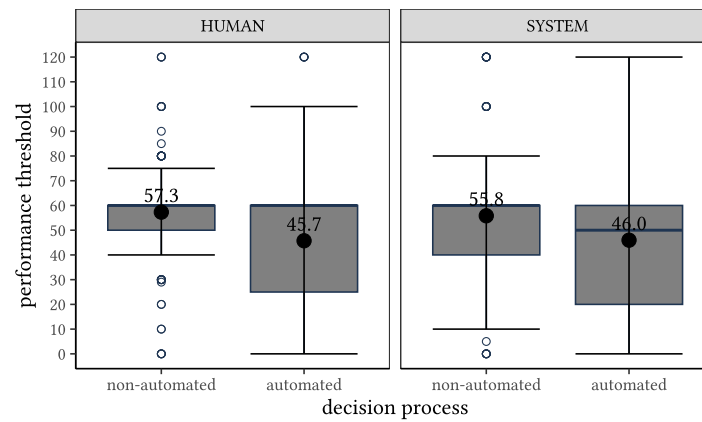 HUMAN
SYSTEM
performance threshold
120
110
100
90
80
70
60
50
40
30
20
10
0
57.3
45.7
55.8
46.0
non-automated
automated
non-automated
automated
decision process